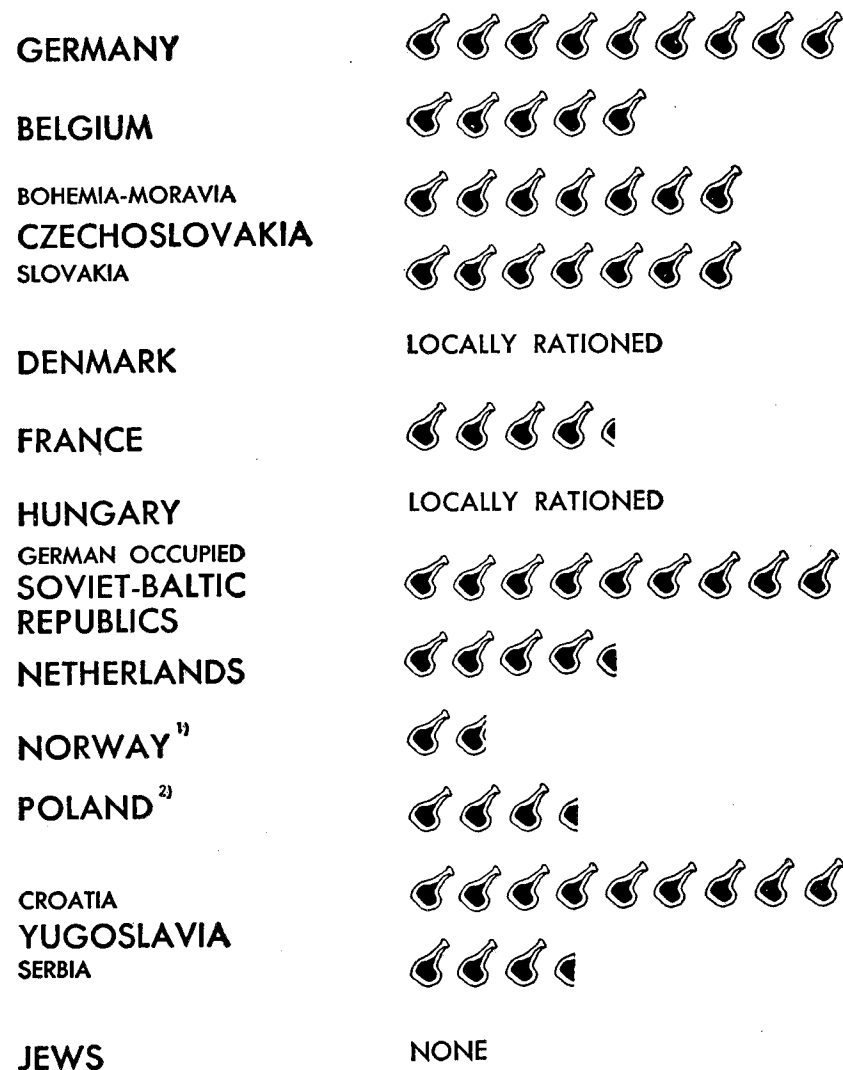 GERMANY
BELGIUM
BOHEMIA-MORAVIA
CZECHOSLOVAKIA
SLOVAKIA
DENMARK LOCALLY RATIONED
FRANCE
HUNGARY LOCALLY RATIONED
GERMAN OCCUPIED
SOVIET-BALTIC
REPUBLICS
NETHERLANDS
NORWAY 1)
POLAND 2)
CROATIA
YUGOSLAVIA
SERBIA
JEWS NONE